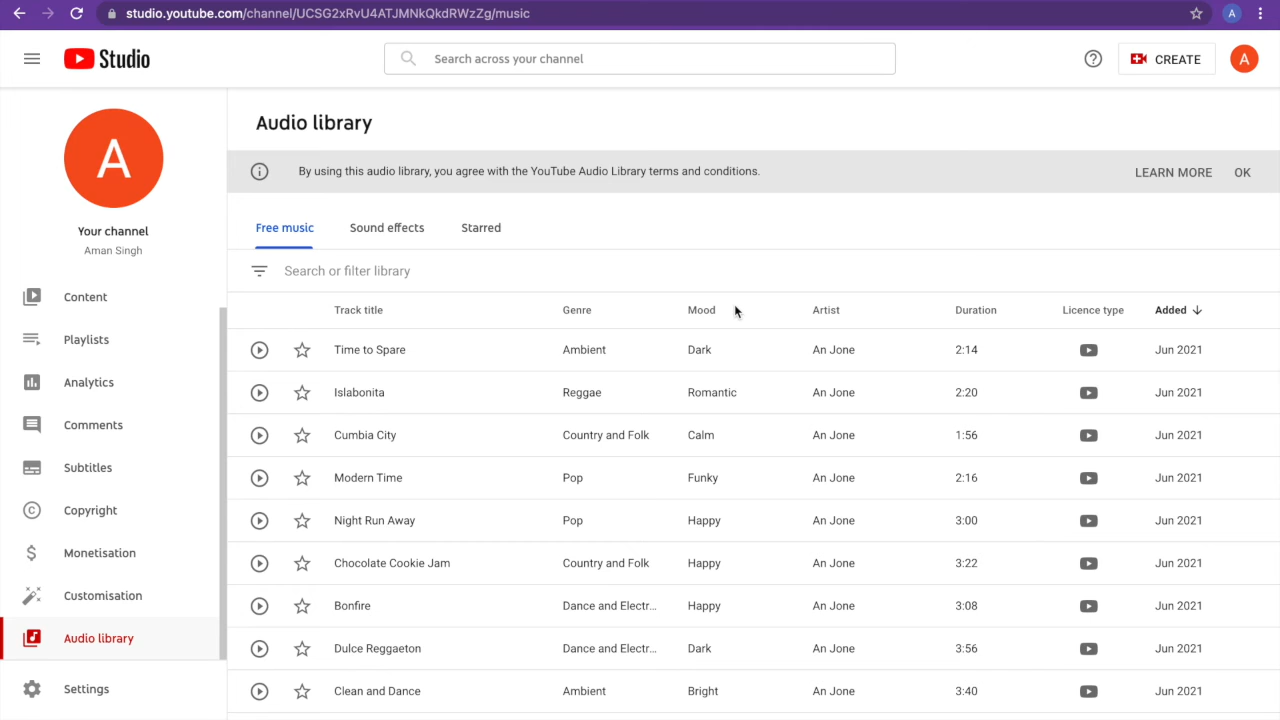 studio.youtube.com/channel/UCSG2xRvU4ATJMNkQkdRWzZg/music
A
Studio
Search across your channel
CREATE
A
A
Your channel
Aman Singh
Content
Playlists
Analytics
Comments
Subtitles
Copyright
Monetisation
Customisation
Audio library
Settings
Audio library
By using this audio library, you agree with the YouTube Audio Library terms and conditions.
LEARN MORE
OK
Free music Sound effects Starred
Search or filter library
Track title Genre Mood Artist Duration Licence type Added
Time to Spare Ambient Dark An Jone 2:14 Jun 2021
Islabonita Reggae Romantic An Jone 2:20 Jun 2021
Cumbia City Country and Folk Calm An Jone 1:56 Jun 2021
Modern Time Pop Funky An Jone 2:16 Jun 2021
Night Run Away Pop Happy An Jone 3:00 Jun 2021
Chocolate Cookie Jam Country and Folk Happy An Jone 3:22 Jun 2021
Bonfire Dance and Electr... Happy An Jone 3:08 Jun 2021
Dulce Reggaeton Dance and Electr... Dark An Jone 3:56 Jun 2021
Clean and Dance Ambient Bright An Jone 3:40 Jun 2021